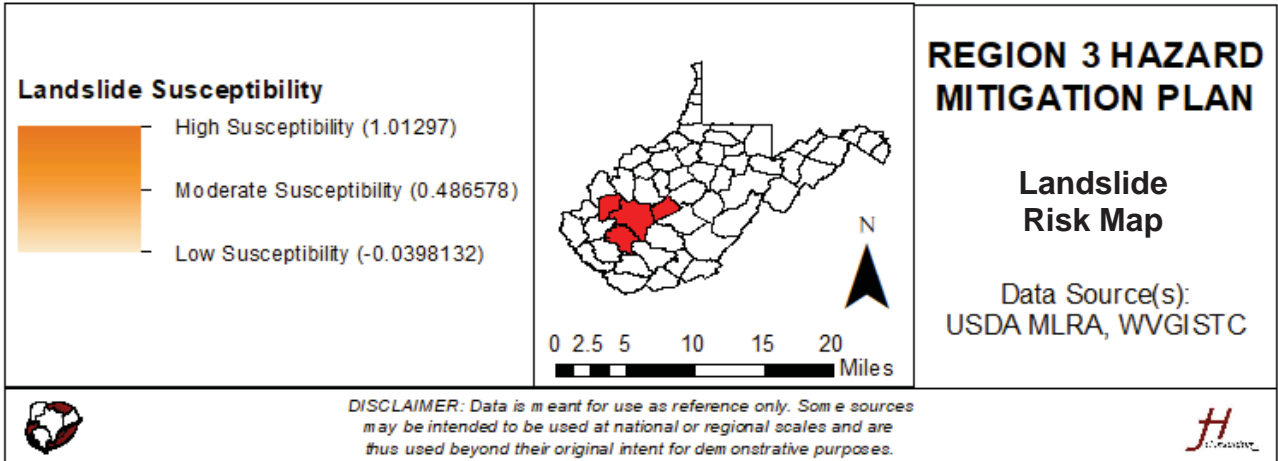 Landslide Susceptibility
High Susceptibility (1.01297)
Moderate Susceptibility (0.486578)
Low Susceptibility (-0.0398132)
N
0 2.5 5 10 15 20
Miles
REGION 3 HAZARD
MITIGATION PLAN
Landslide
Risk Map
Data Source(s):
USDA MLRA, WVGISTC
DISCLAIMER: Data is meant for use as reference only. Some sources
may be intended to be used at national or regional scales and are
thus used beyond their original intent for demonstrative purposes.